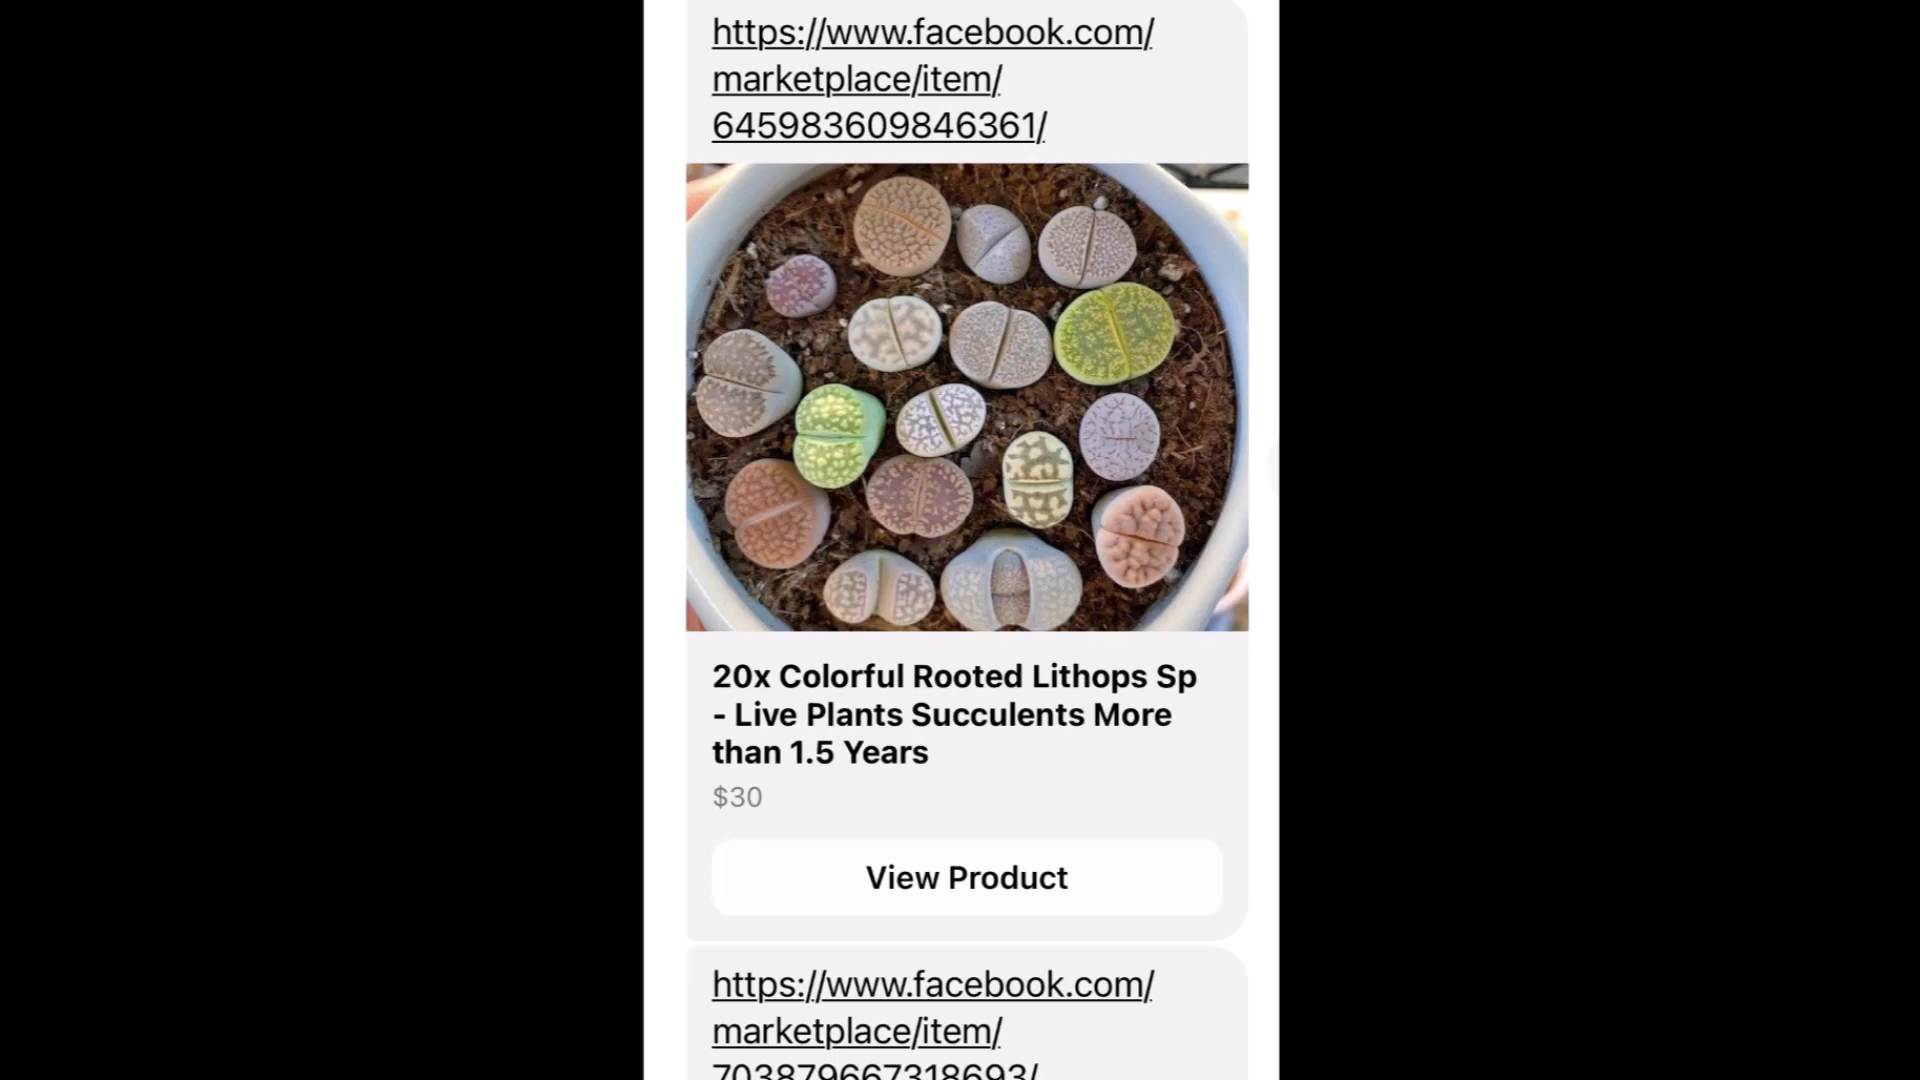 https://www.facebook.com/
marketplace/item/
645983609846361/
20x Colorful Rooted Lithops Sp
- Live Plants Succulents More
than 1.5 Years
$30
View Product
https://www.facebook.com/
marketplace/item/
703879667318693/